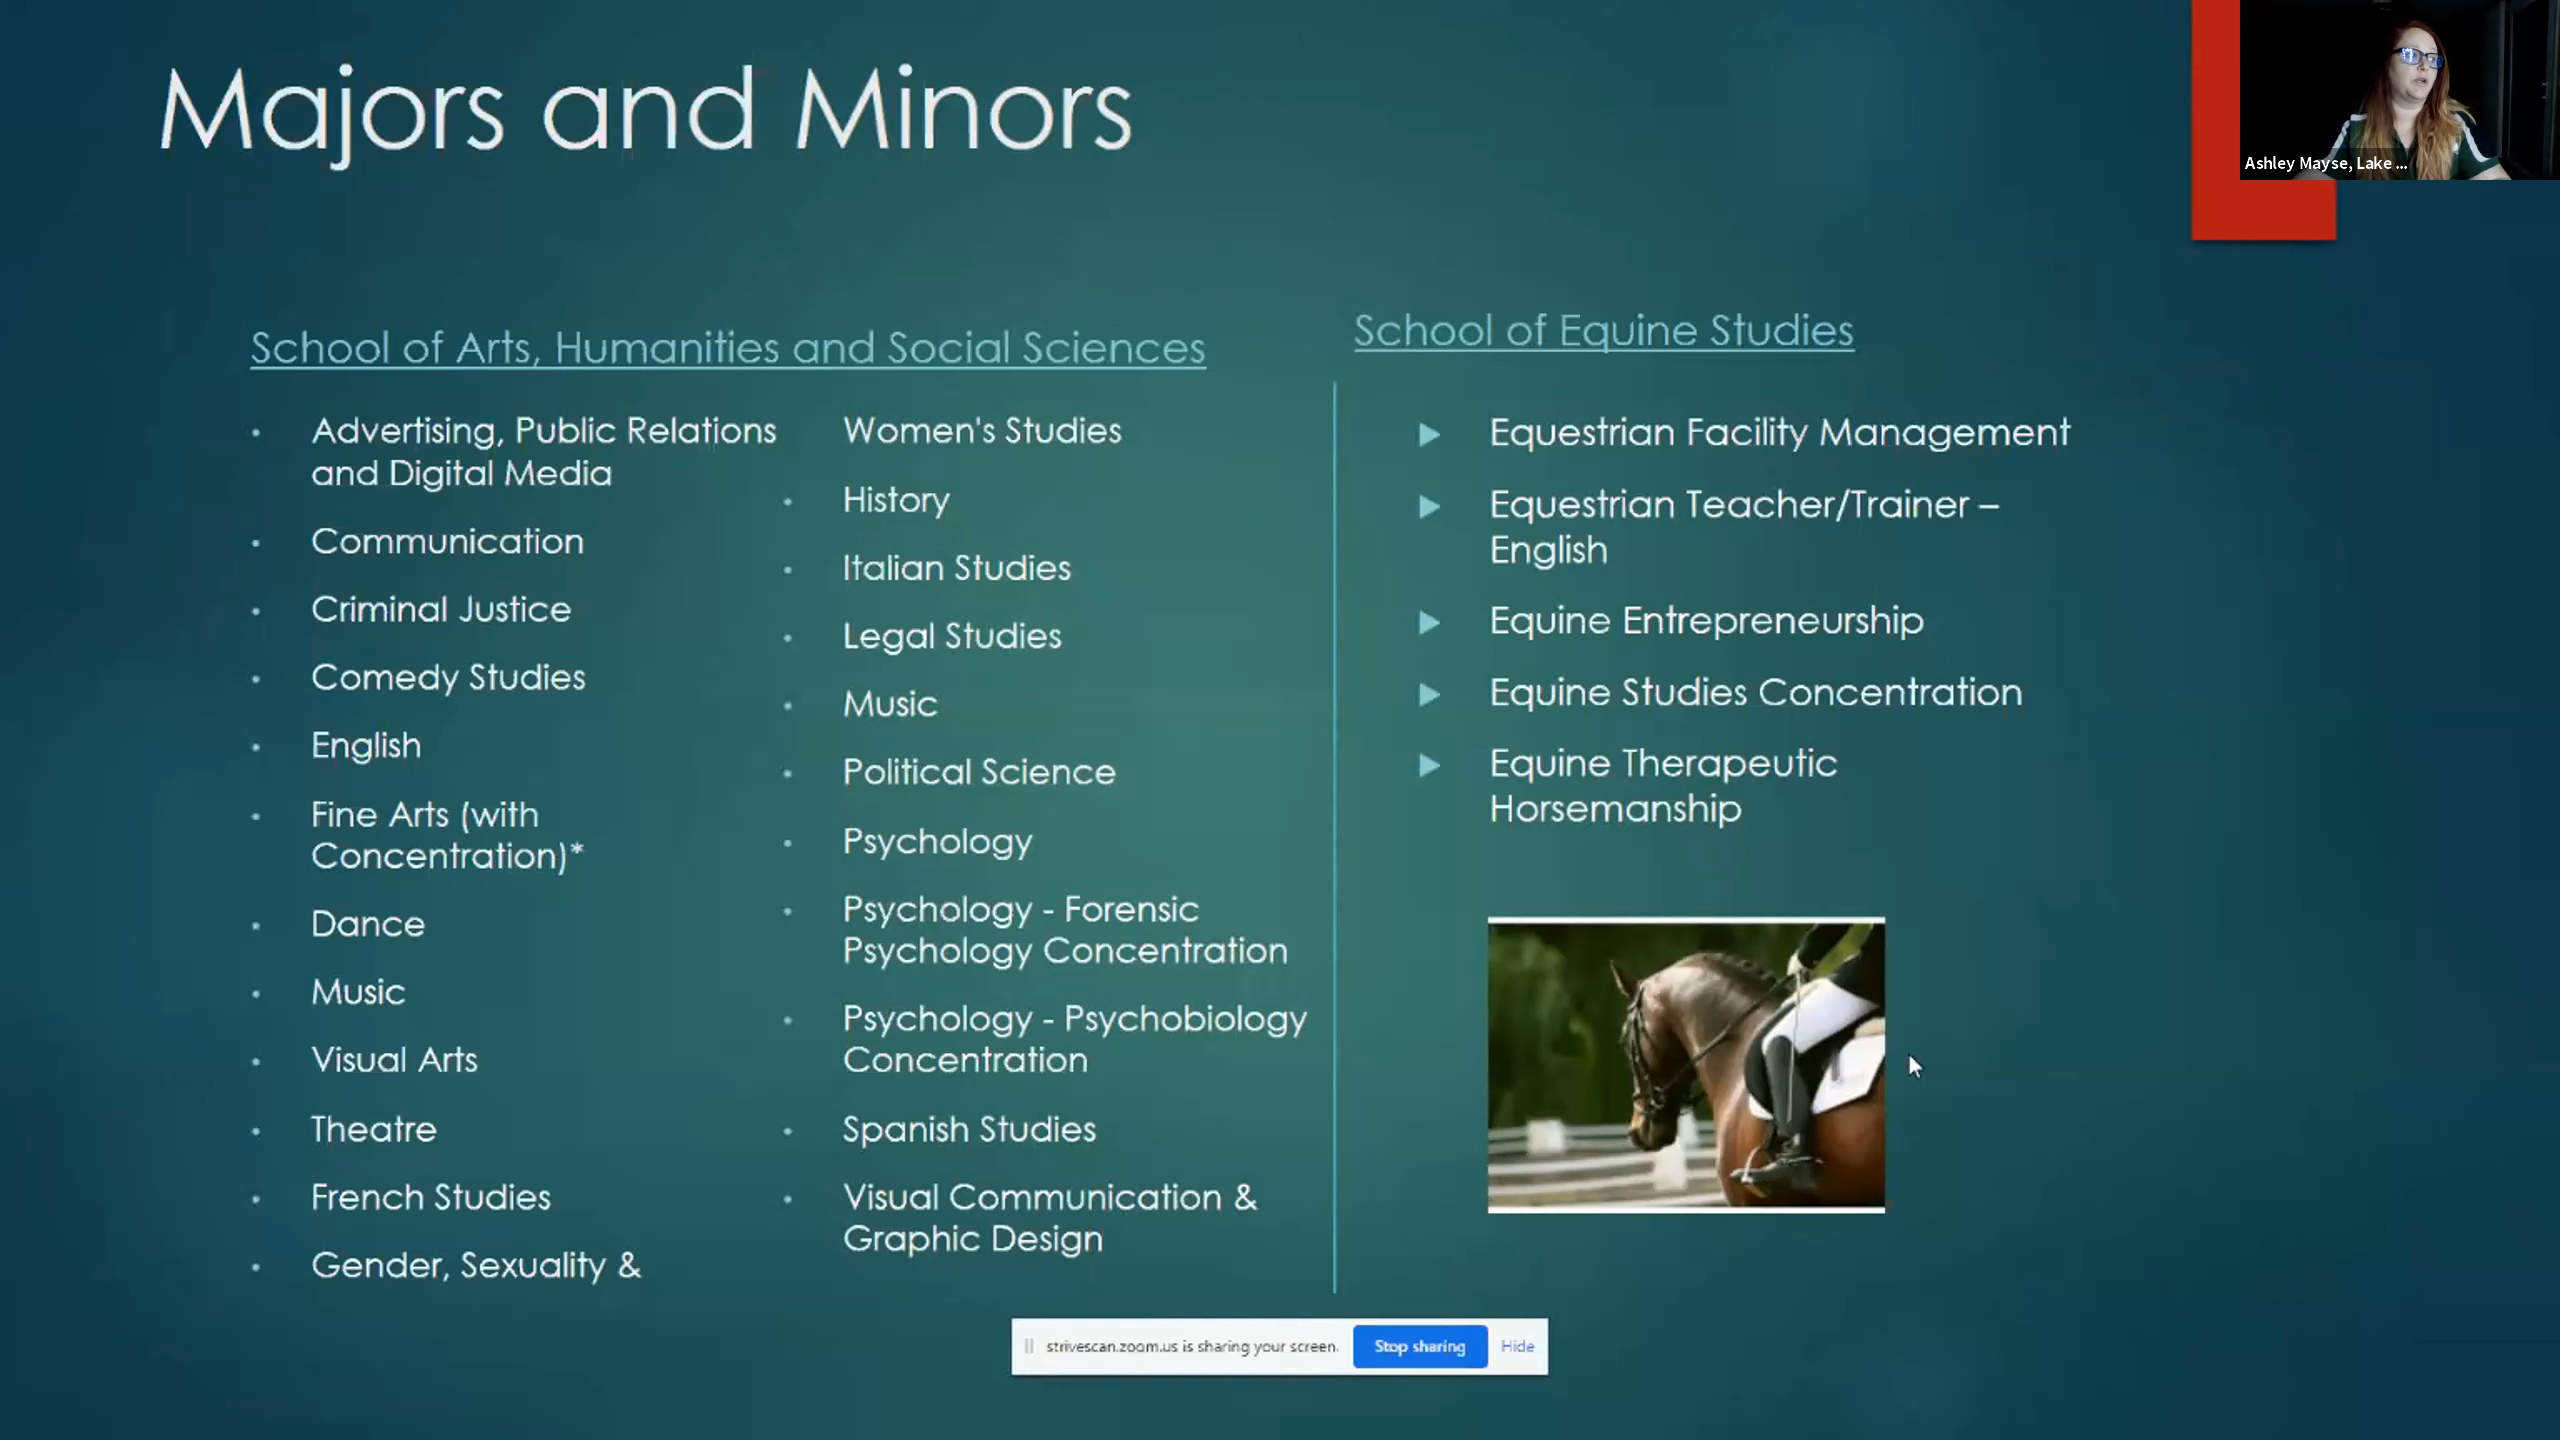 Majors and Minors
Ashley Mayse, Lake ...
School of Arts, Humanities and Social Sciences
Advertising, Public Relations
and Digital Media
Communication
Criminal Justice
Comedy Studies
English
Fine Arts (with
Concentration)*
Dance
Music
Visual Arts
Theatre
French Studies
Gender, Sexuality &
Women's Studies
History
Italian Studies
Legal Studies
Music
Political Science
Psychology
Psychology - Forensic
Psychology Concentration
Psychology - Psychobiology
Concentration
Spanish Studies
Visual Communication &
Graphic Design
School of Equine Studies
Equestrian Facility Management
Equestrian Teacher/Trainer –
English
Equine Entrepreneurship
Equine Studies Concentration
Equine Therapeutic
Horsemanship
strivescan.zoom.us is sharing your screen.
Stop sharing
Hide